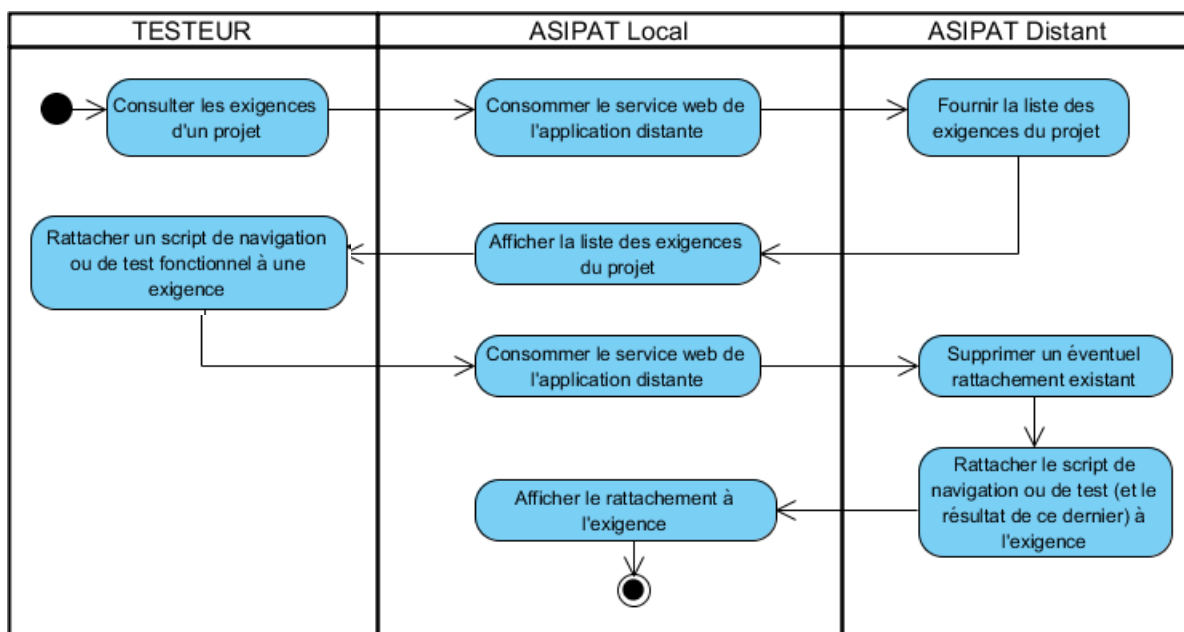 TESTEUR
ASIPAT Local
ASIPAT Distant
Consulter les exigences
d'un projet
Consommer le service web de
l'application distante
Fournir la liste des
exigences du projet
Rattacher un script de navigation
ou de test fonctionnel à une
exigence
Afficher la liste des exigences
du projet
Consommer le service web de
l'application distante
Supprimer un éventuel
rattachement existant
Afficher le rattachement à
l'exigence
Rattacher le script de
navigation ou de test (et le
résultat de ce dernier) à
l'exigence